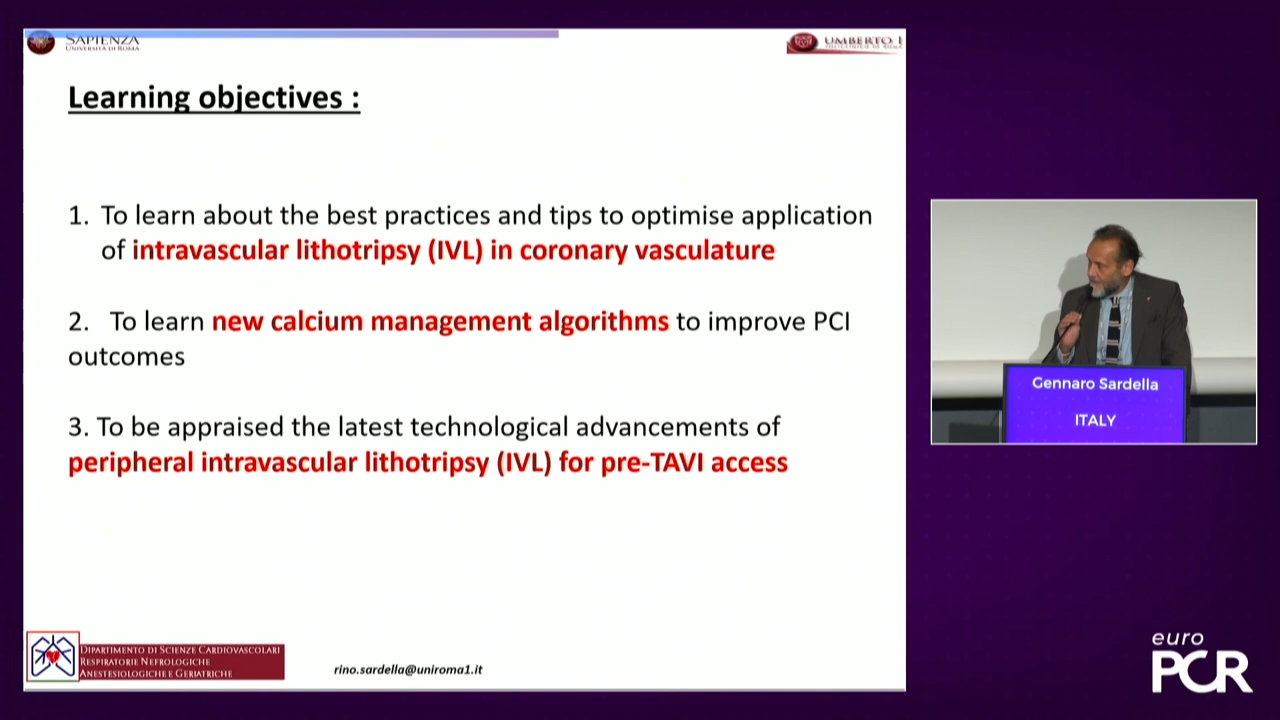 SAPIENZA
UNIVERSITÀ DI ROMA
UMBERTO I
Learning objectives :
1. To learn about the best practices and tips to optimise application
of intravascular lithotripsy (IVL) in coronary vasculature
2. To learn new calcium management algorithms to improve PCI
outcomes
3. To be appraised the latest technological advancements of
peripheral intravascular lithotripsy (IVL) for pre-TAVI access
DIPARTIMENTO DI SCIENZE CARDIOVASCOLARI
RESPIRATORIE NEFROLOGICHE
ANESTESIOLOGICHE E GERIATRICHE
rino.sardella@uniroma1.it
Gennaro Sardella
ITALY
euro
PCR